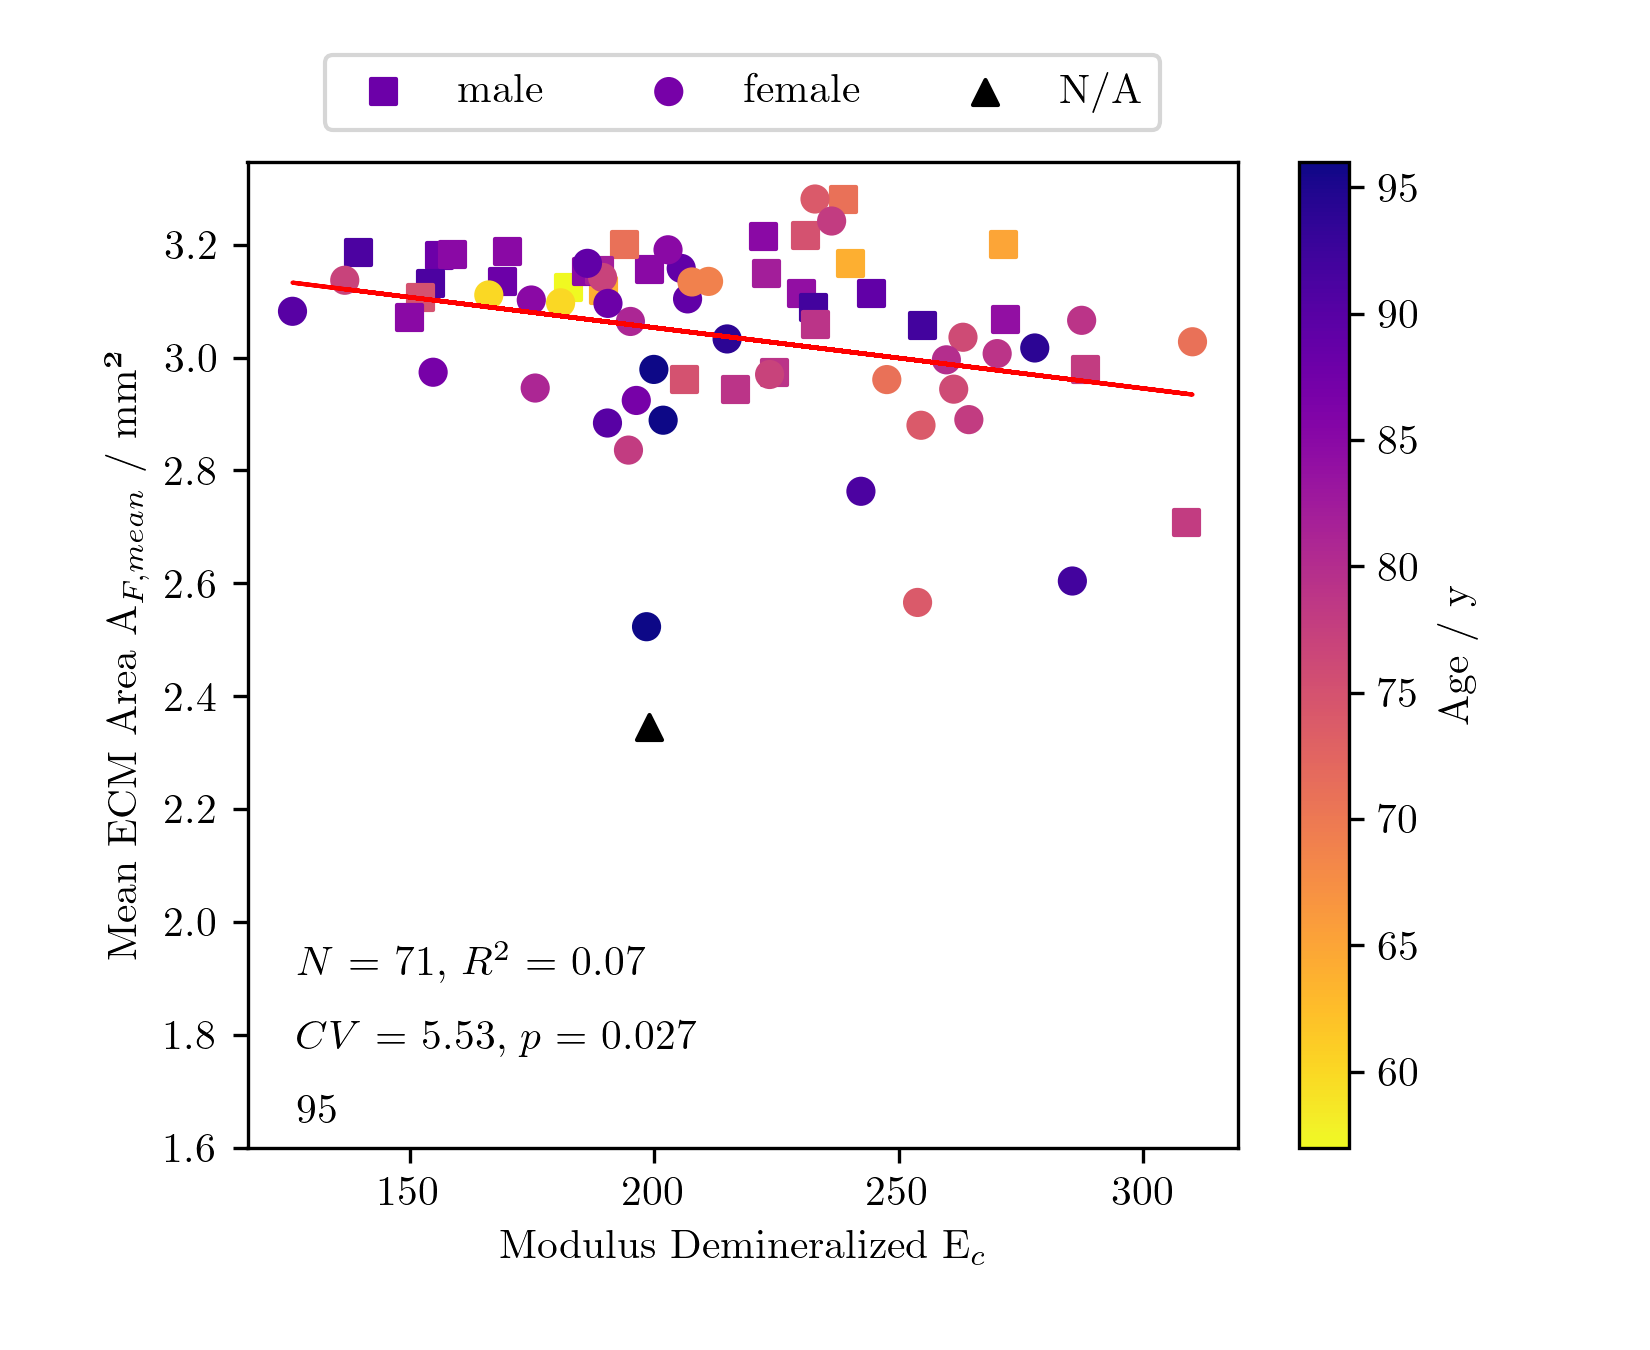 male female N/A
Mean ECM Area A_{F,mean} / mm²
3.2
3.0
2.8
2.6
2.4
2.2
2.0
1.8
1.6
N = 71, R² = 0.07
CV = 5.53, p = 0.027
95
150 200 250 300
Modulus Demineralized E_c
95
90
85
80
75
70
65
60
Age / y